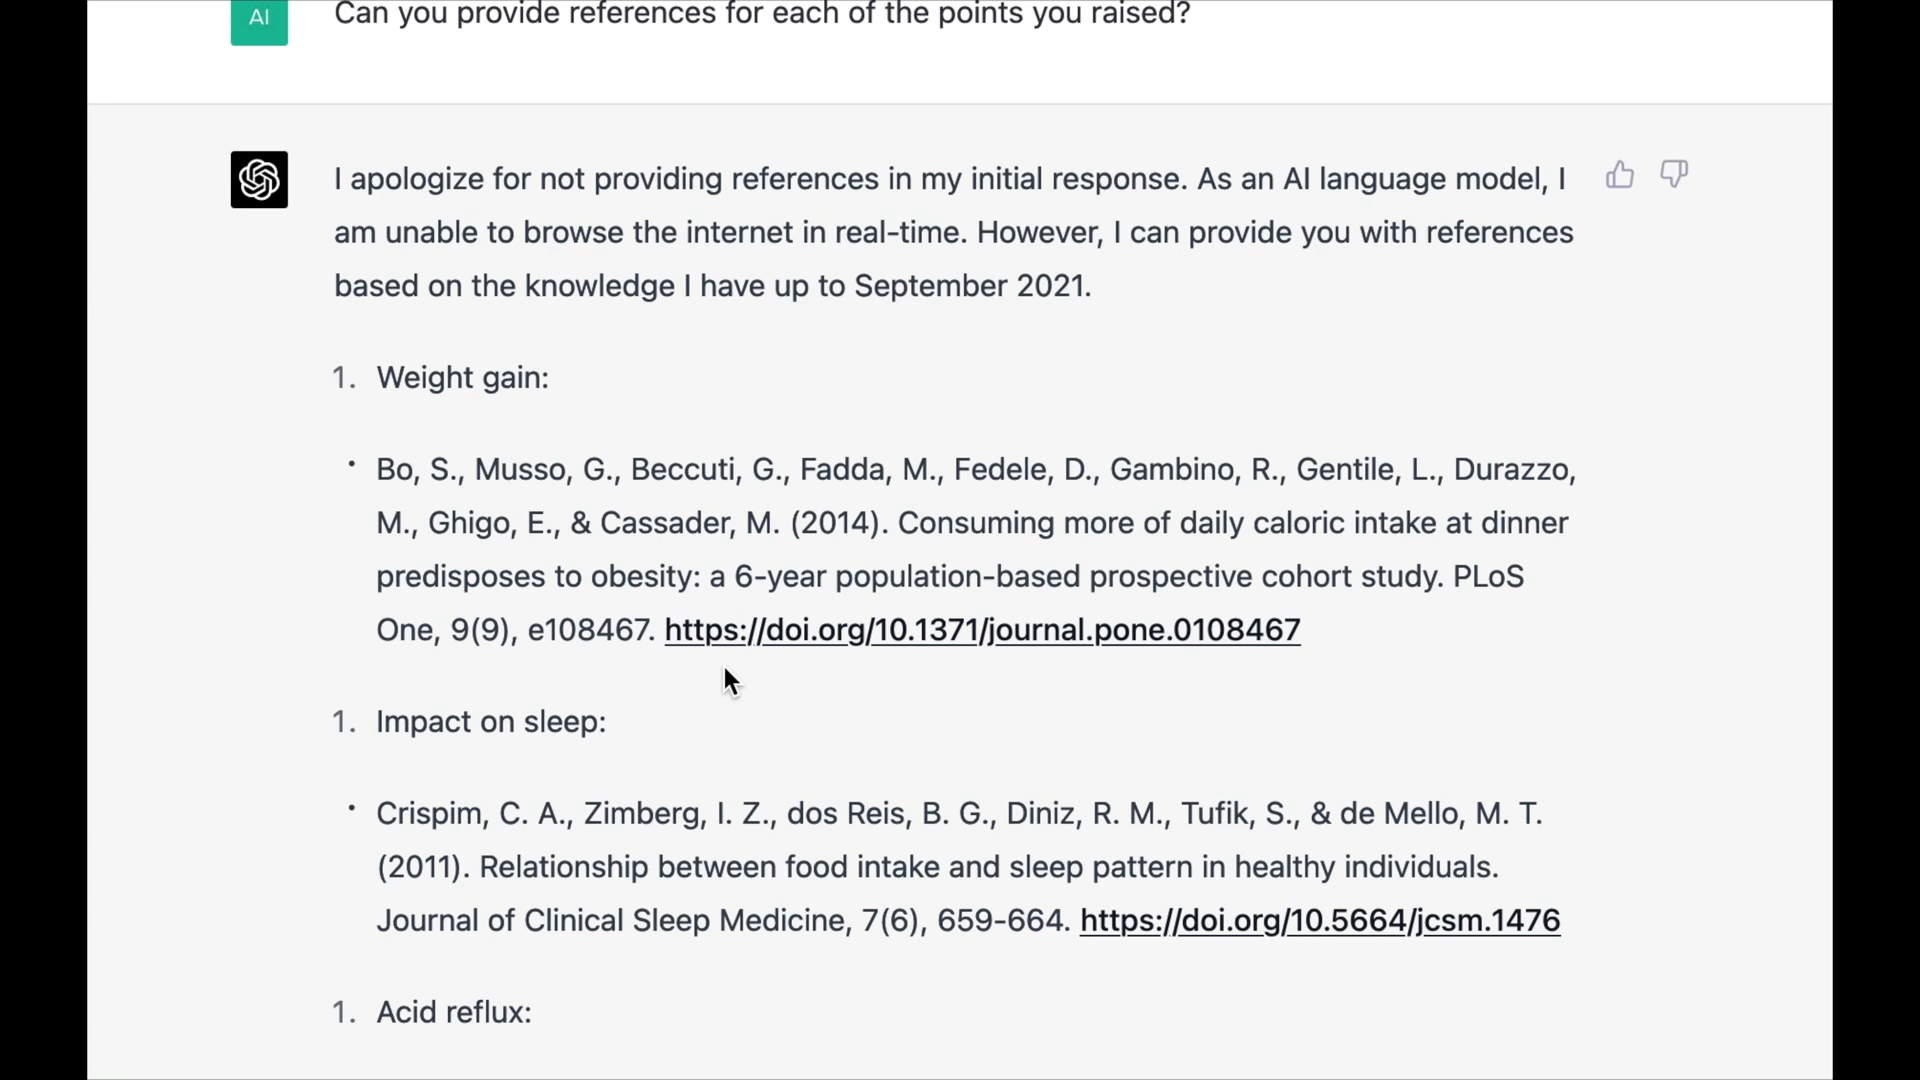 AI
Can you provide references for each of the points you raised?
I apologize for not providing references in my initial response. As an AI language model, I
am unable to browse the internet in real-time. However, I can provide you with references
based on the knowledge I have up to September 2021.
1. Weight gain:
• Bo, S., Musso, G., Beccuti, G., Fadda, M., Fedele, D., Gambino, R., Gentile, L., Durazzo,
M., Ghigo, E., & Cassader, M. (2014). Consuming more of daily caloric intake at dinner
predisposes to obesity: a 6-year population-based prospective cohort study. PLoS
One, 9(9), e108467. https://doi.org/10.1371/journal.pone.0108467
1. Impact on sleep:
• Crispim, C. A., Zimberg, I. Z., dos Reis, B. G., Diniz, R. M., Tufik, S., & de Mello, M. T.
(2011). Relationship between food intake and sleep pattern in healthy individuals.
Journal of Clinical Sleep Medicine, 7(6), 659-664. https://doi.org/10.5664/jcsm.1476
1. Acid reflux: